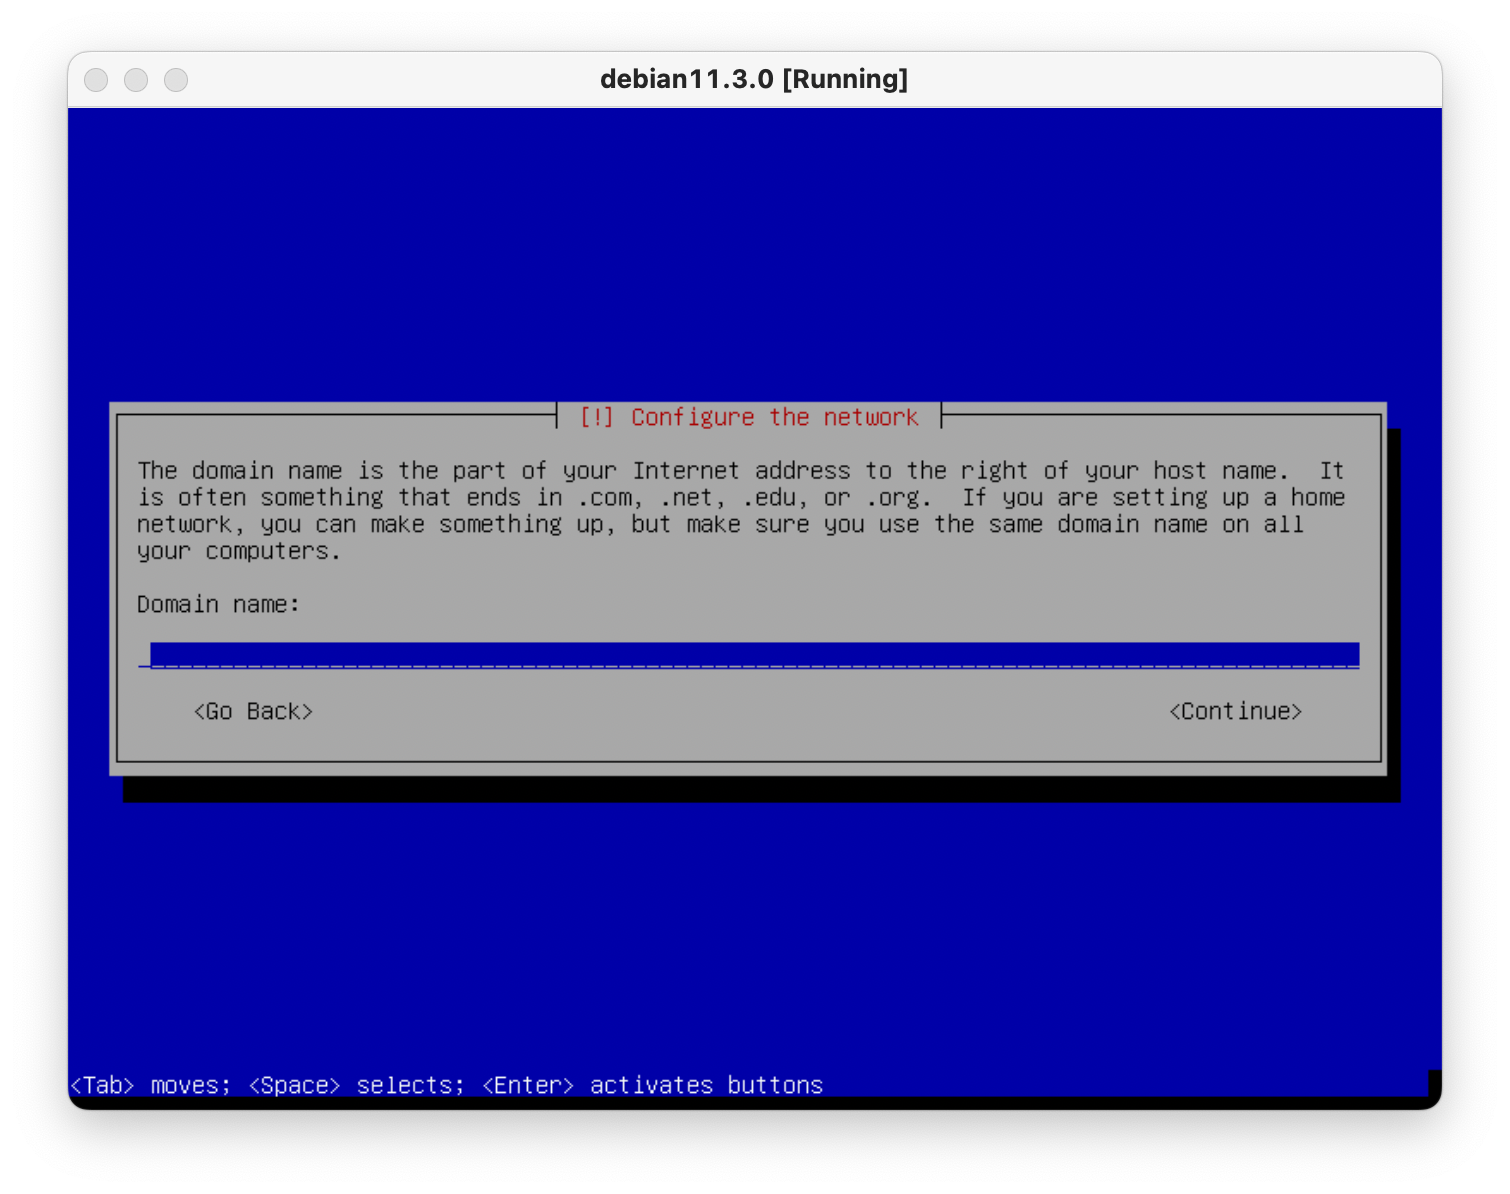 debian11.3.0 [Running]
[!] Configure the network
The domain name is the part of your Internet address to the right of your host name.  It
is often something that ends in .com, .net, .edu, or .org.  If you are setting up a home
network, you can make something up, but make sure you use the same domain name on all
your computers.
Domain name:
<Go Back> <Continue>
<Tab> moves; <Space> selects; <Enter> activates buttons